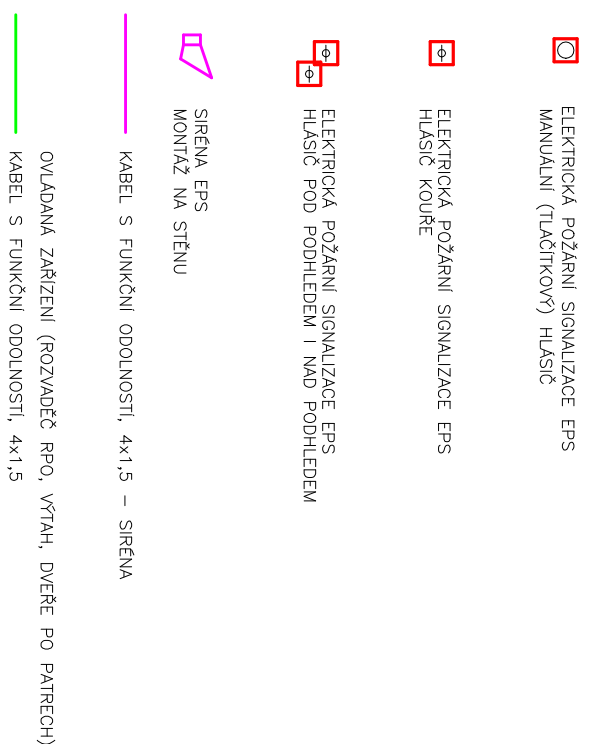 ELEKTRICKÁ POŽÁRNÍ SIGNALIZACE EPS
MANUÁLNÍ (TLAČÍTKOVÝ) HLÁSIČ
ELEKTRICKÁ POŽÁRNÍ SIGNALIZACE EPS
HLÁSIČ KOUŘE
ELEKTRICKÁ POŽÁRNÍ SIGNALIZACE EPS
HLÁSIČ POD PODHLEDEM I NAD PODHLEDEM
SIRÉNA EPS
MONTÁŽ NA STĚNU
KABEL S FUNKČNÍ ODOLNOSTÍ, 4x1,5 – SIRÉNA
OVLÁDANÁ ZAŘÍZENÍ (ROZVADĚČ RPO, VÝTAH, DVEŘE PO PATRECH)
KABEL S FUNKČNÍ ODOLNOSTÍ, 4x1,5